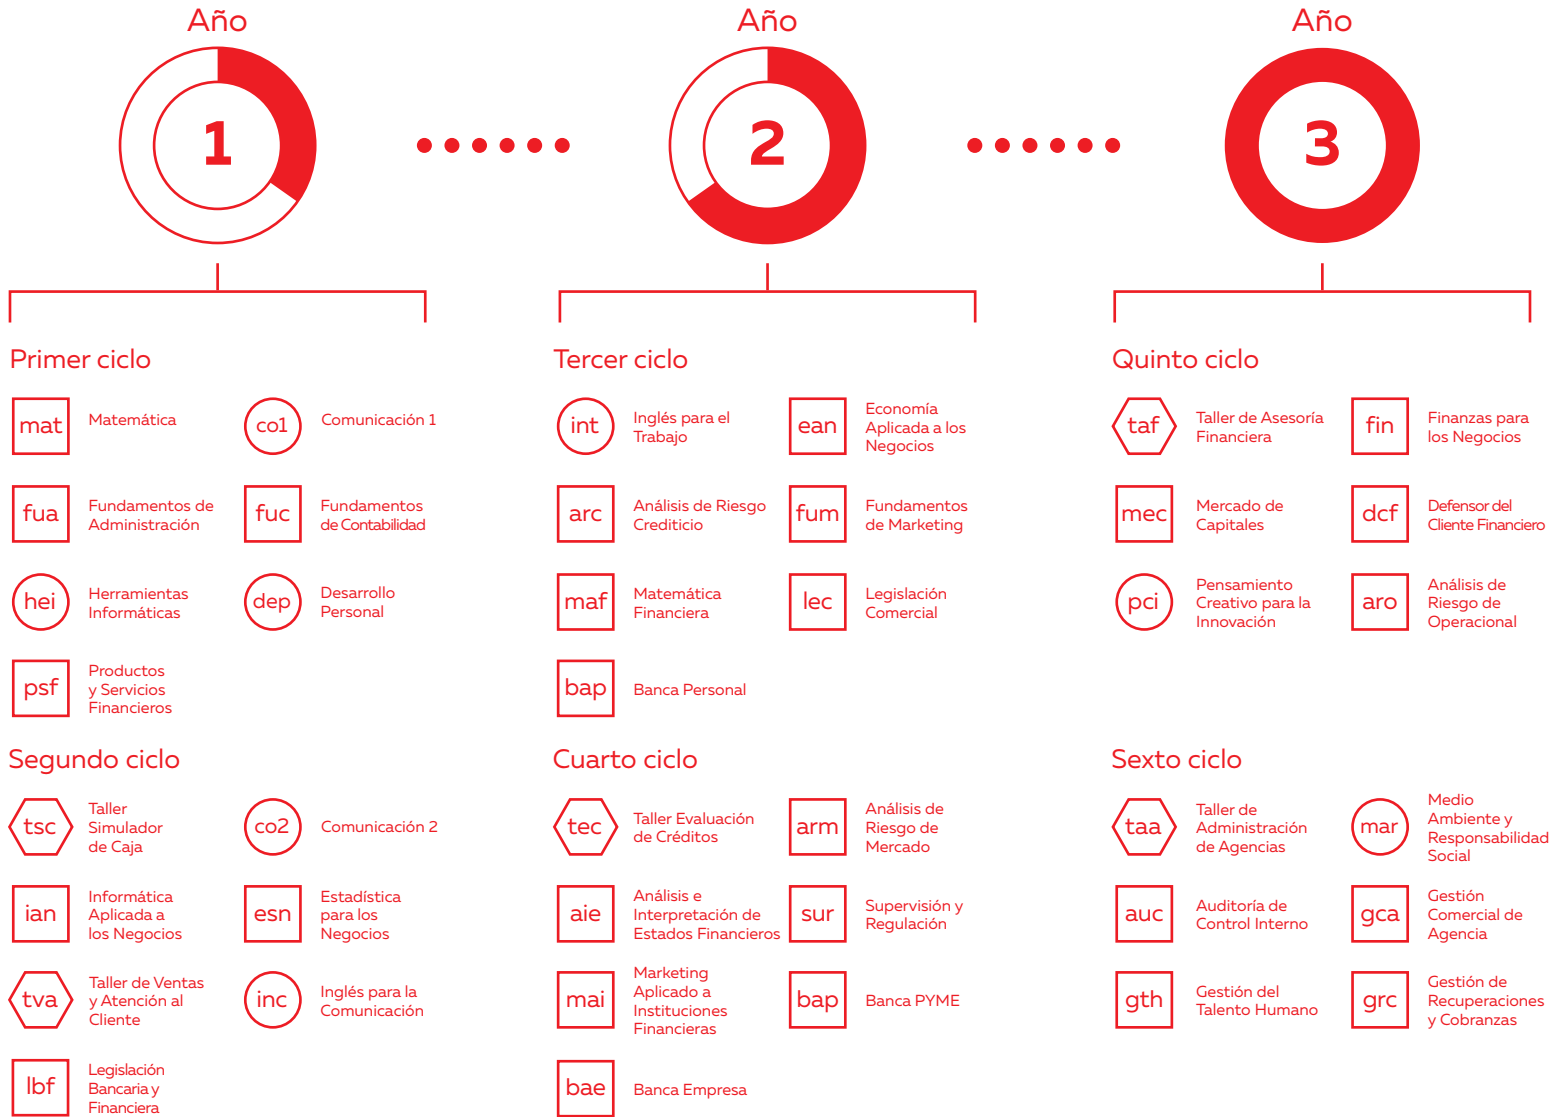 Año
1
Año
2
Año
3
Primer ciclo
mat
Matemática
co1
Comunicación 1
fua
Fundamentos de
Administración
fuc
Fundamentos
de Contabilidad
hei
Herramientas
Informáticas
dep
Desarrollo
Personal
psf
Productos
y Servicios
Financieros
Segundo ciclo
tsc
Taller
Simulador
de Caja
co2
Comunicación 2
ian
Informática
Aplicada a
los Negocios
esn
Estadística
para los
Negocios
tva
Taller de Ventas
y Atención al
Cliente
inc
Inglés para la
Comunicación
lbf
Legislación
Bancaria y
Financiera
Tercer ciclo
int
Inglés para el
Trabajo
ean
Economía
Aplicada a los
Negocios
arc
Análisis de Riesgo
Crediticio
fum
Fundamentos
de Marketing
maf
Matemática
Financiera
lec
Legislación
Comercial
bap
Banca Personal
Cuarto ciclo
tec
Taller Evaluación
de Créditos
arm
Análisis de
Riesgo de
Mercado
aie
Análisis e
Interpretación de
Estados Financieros
sur
Supervisión y
Regulación
mai
Marketing
Aplicado a
Instituciones
Financieras
bap
Banca PYME
bae
Banca Empresa
Quinto ciclo
taf
Taller de Asesoría
Financiera
fin
Finanzas para
los Negocios
mec
Mercado de
Capitales
dcf
Defensor del
Cliente Financiero
pci
Pensamiento
Creativo para la
Innovación
aro
Análisis de
Riesgo de
Operacional
Sexto ciclo
taa
Taller de
Administración
de Agencias
mar
Medio
Ambiente y
Responsabilidad
Social
auc
Auditoría de
Control Interno
gca
Gestión
Comercial de
Agencia
gth
Gestión del
Talento Humano
grc
Gestión de
Recuperaciones
y Cobranzas